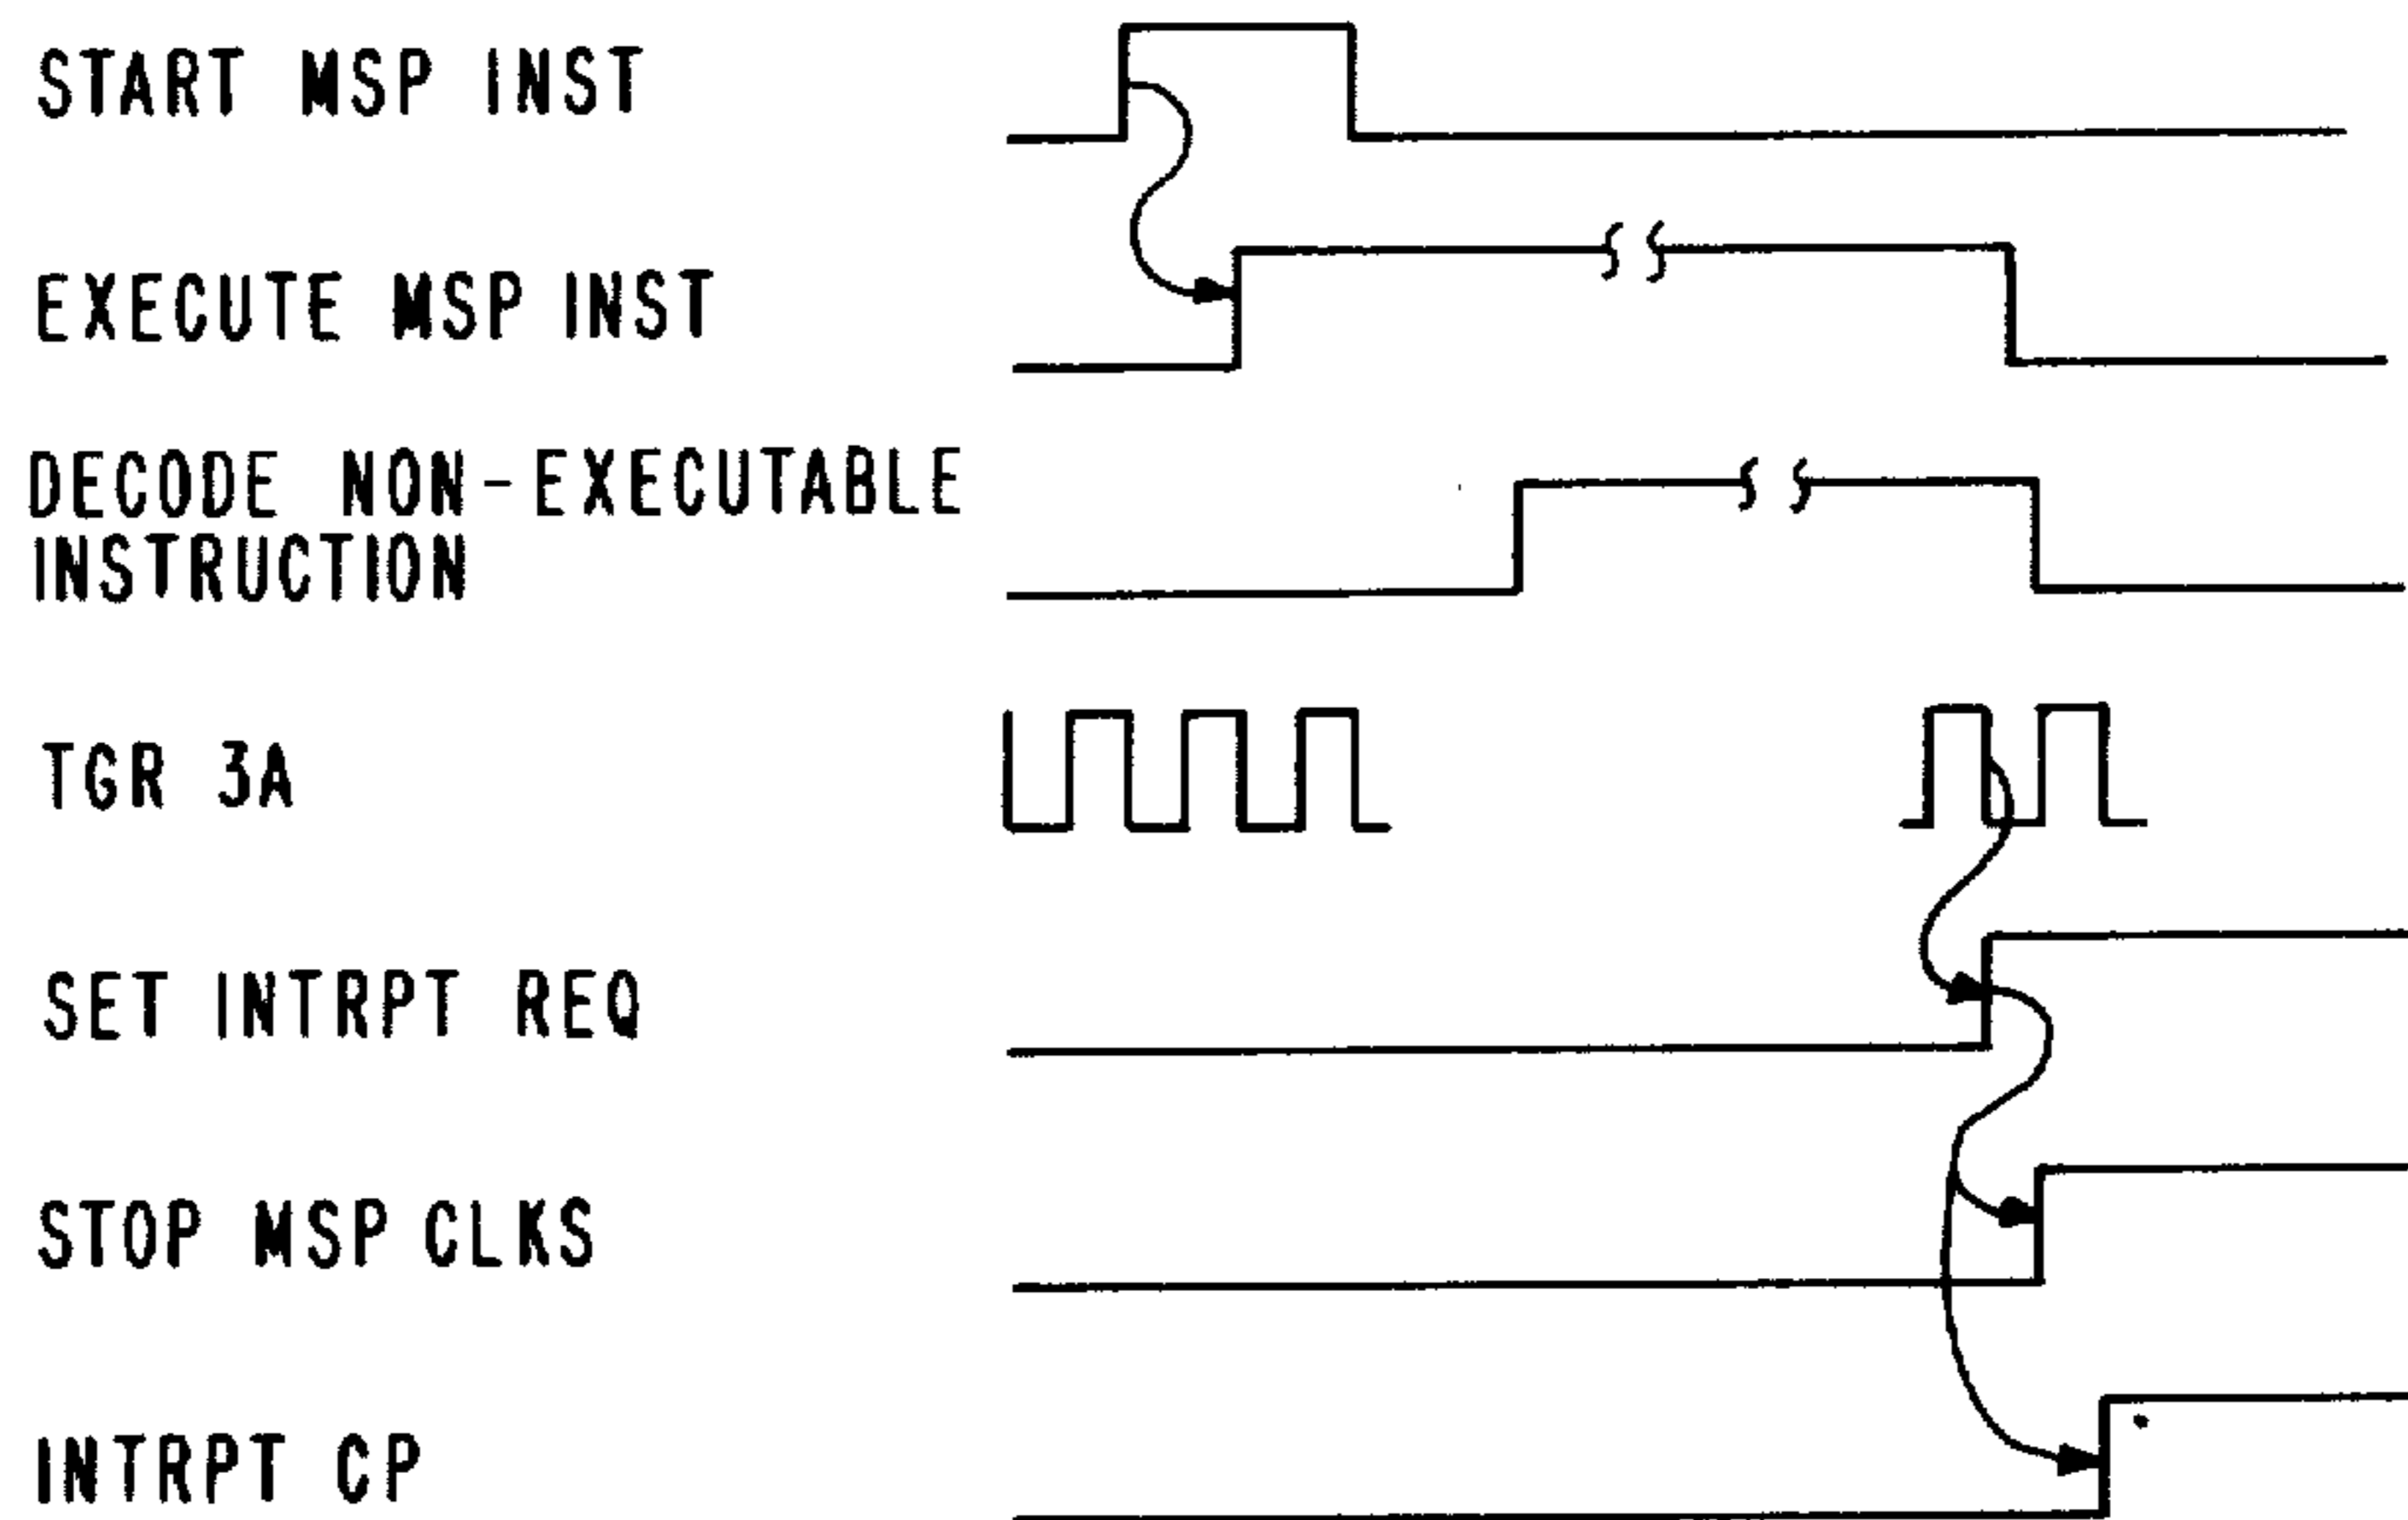 START MSP INST
EXECUTE MSP INST
DECODE NON-EXECUTABLE
INSTRUCTION
TGR 3A
SET INTRPT REQ
STOP MSP CLKS
INTRPT CP